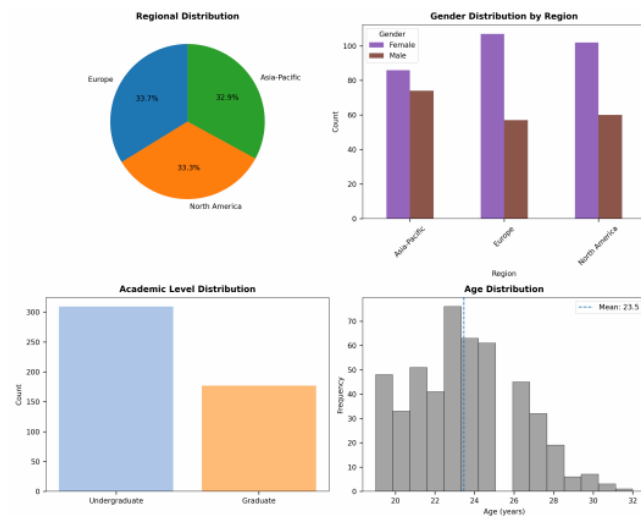 Regional Distribution
Europe
33.7%
32.9%
Asia-Pacific
33.3%
North America
Gender Distribution by Region
Gender
Female
Male
Count
100
80
60
40
20
0
Asia-Pacific
Europe
North America
Region
Academic Level Distribution
Count
300
250
200
150
100
50
0
Undergraduate
Graduate
Age Distribution
Mean: 23.5
Frequency
70
60
50
40
30
20
10
0
20 22 24 26 28 30 32
Age (years)